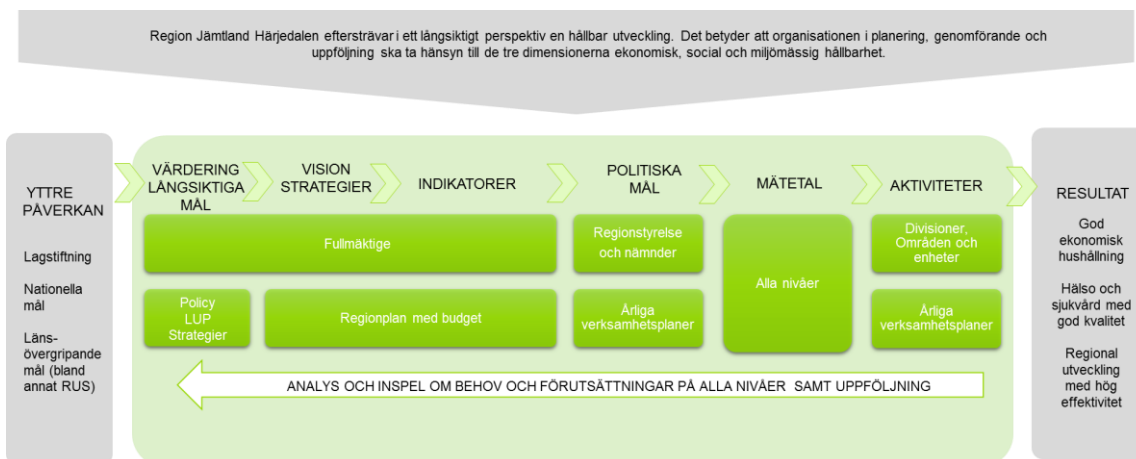 Region Jämtland Härjedalen eftersträvar i ett långsiktigt perspektiv en hållbar utveckling. Det betyder att organisationen i planering, genomförande och
uppföljning ska ta hänsyn till de tre dimensionerna ekonomisk, social och miljömässig hållbarhet.
YTTRE
PÅVERKAN
Lagstiftning
Nationella
mål
Läns-
övergripande
mål (bland
annat RUS)
VÄRDERING
LÅNGSIKTIGA
MÅL
VISION
STRATEGIER
INDIKATORER
POLITISKA
MÅL
MÄTETAL
AKTIVITETER
Fullmäktige
Regionstyrelse
och nämnder
Alla nivåer
Divisioner,
Områden och
enheter
Policy
LUP
Strategier
Regionplan med budget
Årliga
verksamhetsplaner
Årliga
verksamhetsplaner
ANALYS OCH INSPEL OM BEHOV OCH FÖRUTSÄTTNINGAR PÅ ALLA NIVÅER SAMT UPPFÖLJNING
RESULTAT
God
ekonomisk
hushållning
Hälso och
sjukvård med
god kvalitet
Regional
utveckling
med hög
effektivitet